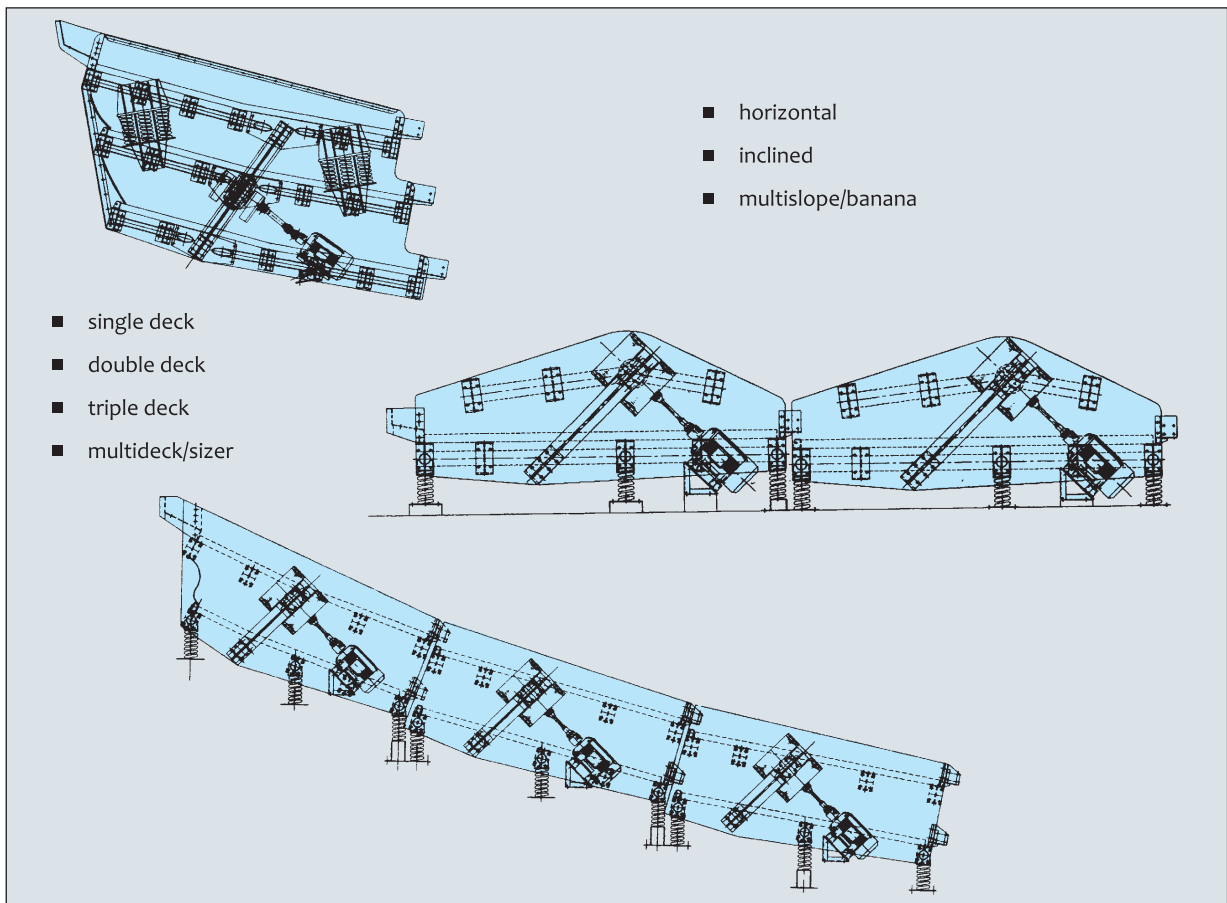 horizontal
inclined
multislope/banana
single deck
double deck
triple deck
multideck/sizer